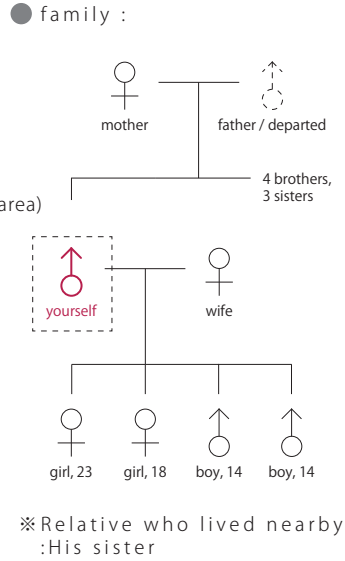 family :
mother
father / departed
4 brothers,
3 sisters
area)
yourself
wife
girl, 23
girl, 18
boy, 14
boy, 14
※Relative who lived nearby
:His sister